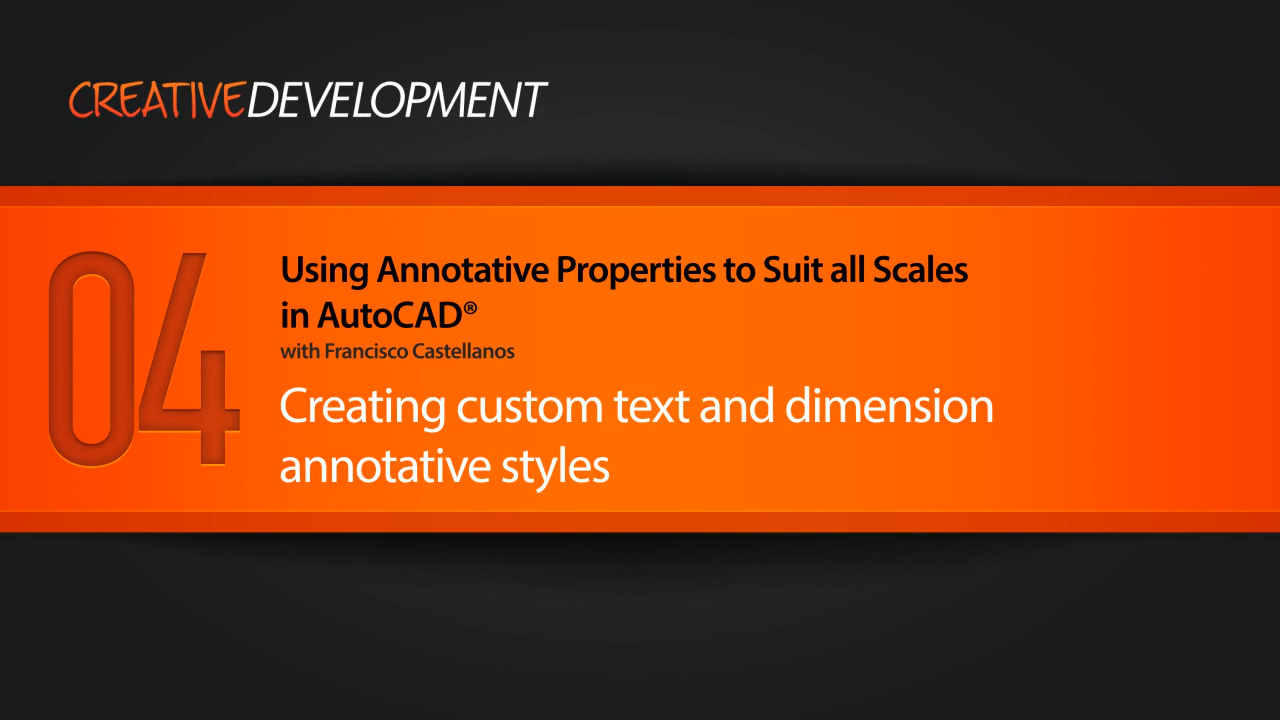 CREATIVEDEVELOPMENT
04
Using Annotative Properties to Suit all Scales
in AutoCAD®
with Francisco Castellanos
Creating custom text and dimension
annotative styles